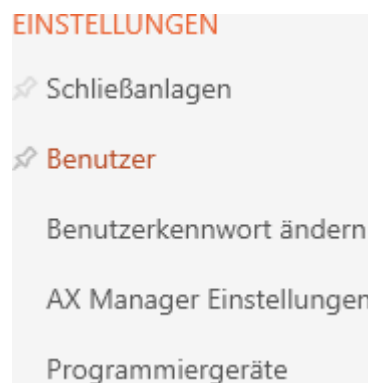 EINSTELLUNGEN
Schließanlagen
Benutzer
Benutzerkennwort ändern
AX Manager Einstellungen
Programmiergeräte